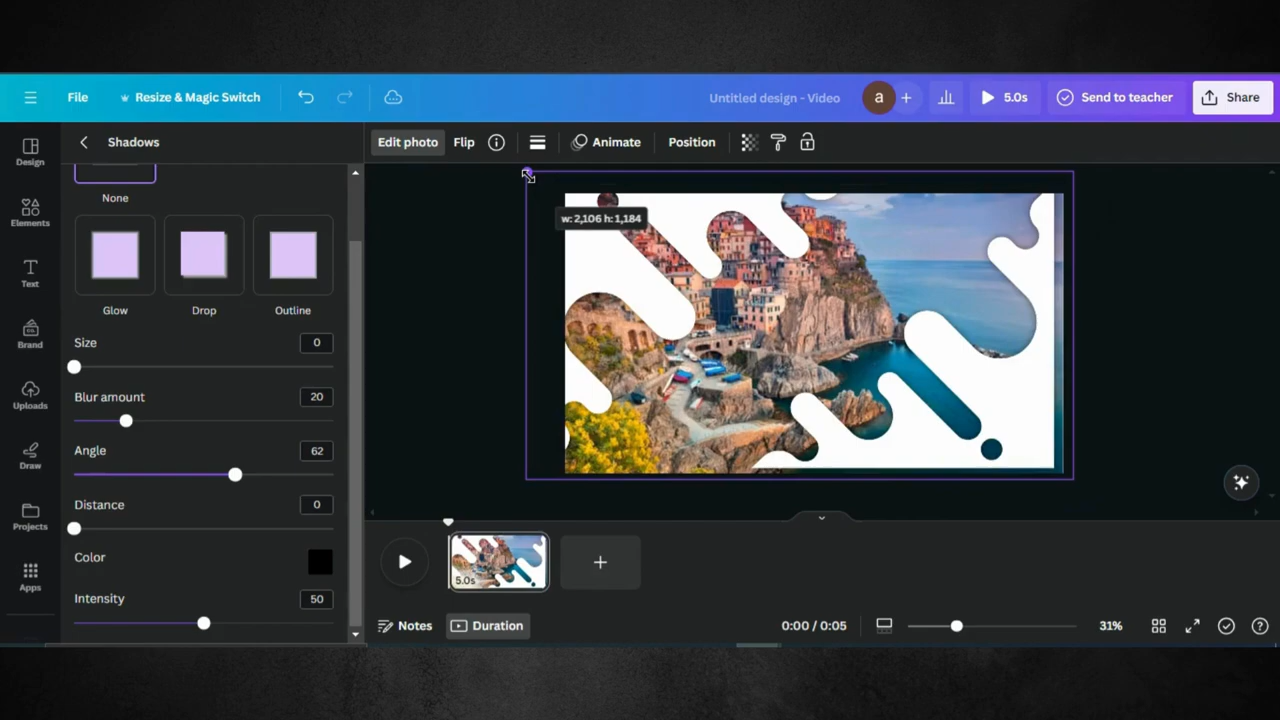 File
Resize & Magic Switch
Untitled design - Video
a
+
5.0s
Send to teacher
Share
Design
Elements
Text
Brand
Uploads
Draw
Projects
Apps
Shadows
None
Glow
Drop
Outline
Size
0
Blur amount
20
Angle
62
Distance
0
Color
Intensity
50
Edit photo
Flip
Animate
Position
w: 2,106 h: 1,184
5.0s
+
Notes
Duration
0:00 / 0:05
31%